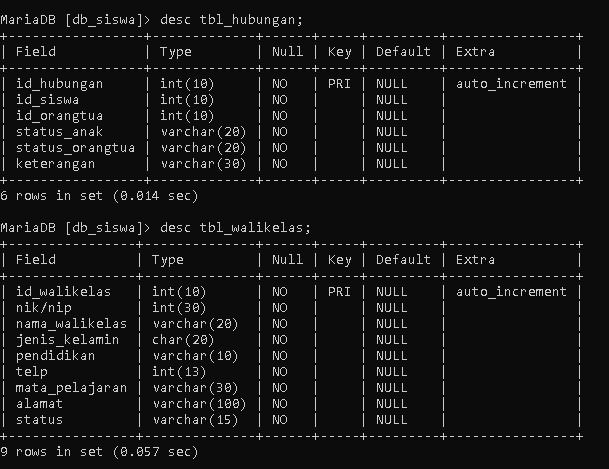 MariaDB [db_siswa]> desc tbl_hubungan;
+-----------------+-------------+------+-----+---------+----------------+
| Field           | Type        | Null | Key | Default | Extra          |
+-----------------+-------------+------+-----+---------+----------------+
| id_hubungan     | int(10)     | NO   | PRI | NULL    | auto_increment |
| id_siswa        | int(10)     | NO   |     | NULL    |                |
| id_orangtua     | int(10)     | NO   |     | NULL    |                |
| status_anak     | varchar(20) | NO   |     | NULL    |                |
| status_orangtua | varchar(20) | NO   |     | NULL    |                |
| keterangan      | varchar(30) | NO   |     | NULL    |                |
+-----------------+-------------+------+-----+---------+----------------+
6 rows in set (0.014 sec)
MariaDB [db_siswa]> desc tbl_walikelas;
+----------------+--------------+------+-----+---------+----------------+
| Field          | Type         | Null | Key | Default | Extra          |
+----------------+--------------+------+-----+---------+----------------+
| id_walikelas   | int(10)      | NO   | PRI | NULL    | auto_increment |
| nik/nip        | int(30)      | NO   |     | NULL    |                |
| nama_walikelas | varchar(20)  | NO   |     | NULL    |                |
| jenis_kelamin  | char(20)     | NO   |     | NULL    |                |
| pendidikan     | varchar(10)  | NO   |     | NULL    |                |
| telp           | int(13)      | NO   |     | NULL    |                |
| mata_pelajaran | varchar(30)  | NO   |     | NULL    |                |
| alamat         | varchar(100) | NO   |     | NULL    |                |
| status         | varchar(15)  | NO   |     | NULL    |                |
+----------------+--------------+------+-----+---------+----------------+
9 rows in set (0.057 sec)